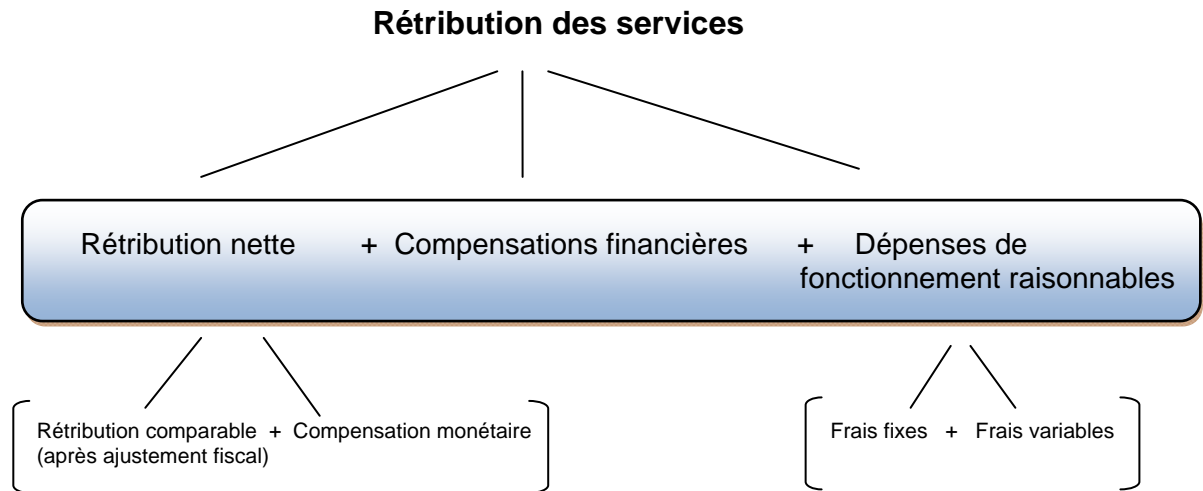 Rétribution des services
Rétribution nette + Compensations financières + Dépenses de
fonctionnement raisonnables
Rétribution comparable + Compensation monétaire
(après ajustement fiscal)
Frais fixes + Frais variables